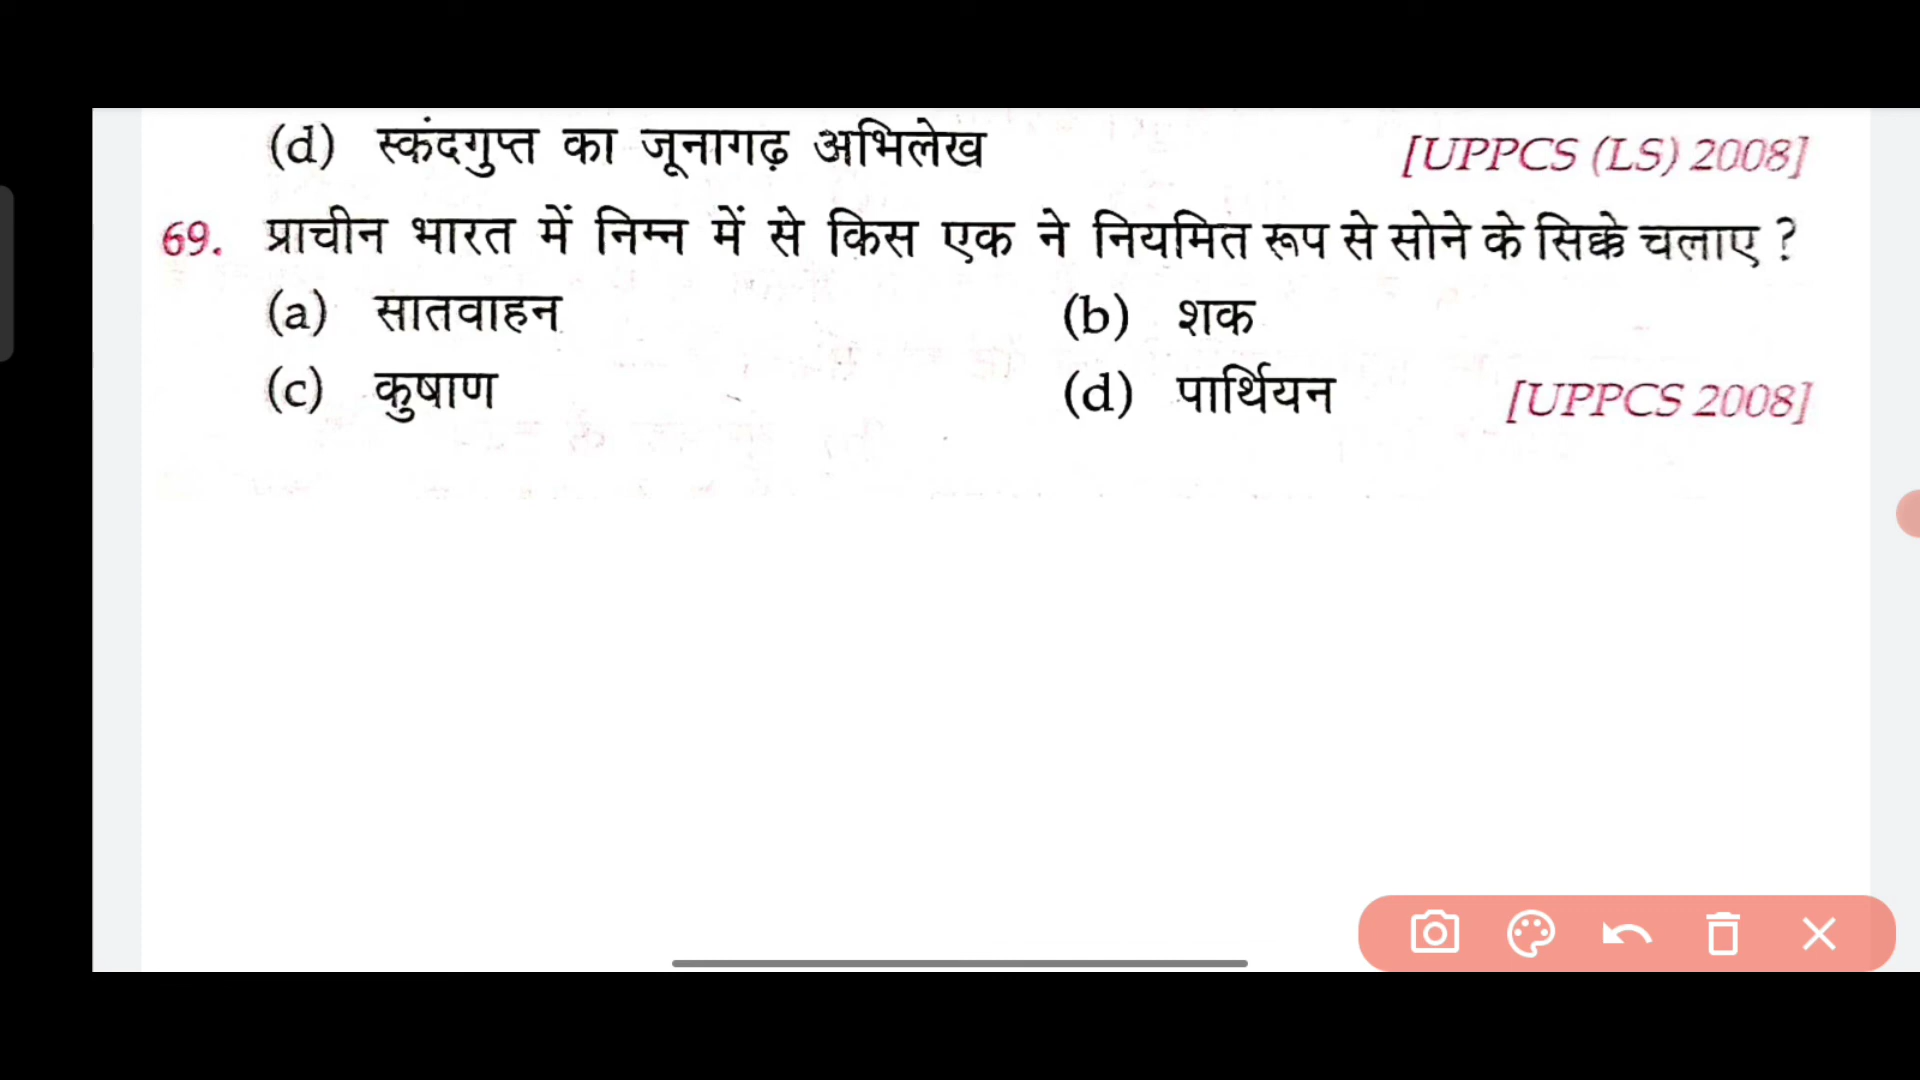 (d) स्कंदगुप्त का जूनागढ़ अभिलेख [UPPCS (LS) 2008]
69. प्राचीन भारत में निम्न में से किस एक ने नियमित रूप से सोने के सिक्के चलाए ?
(a) सातवाहन (b) शक
(c) कुषाण (d) पार्थियन [UPPCS 2008]